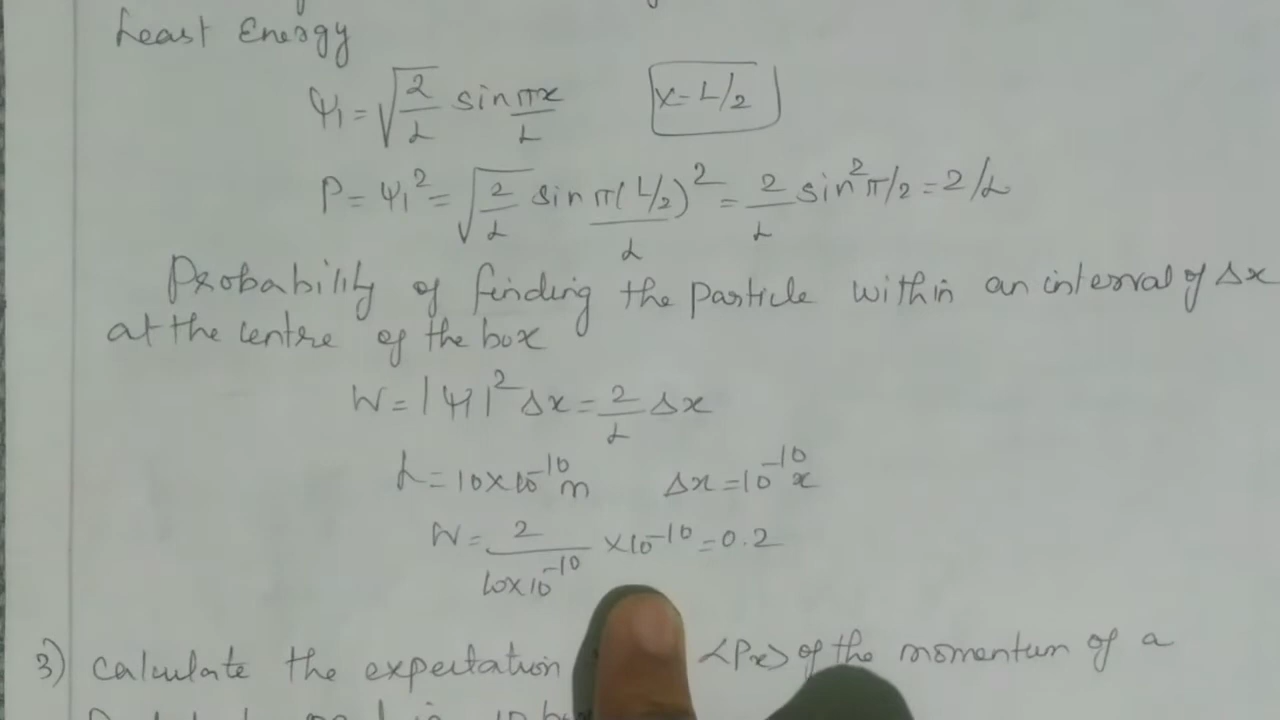 Least Energy
ψ₁ = √(2/L) sin πx/L    x = L/2
P = ψ₁² = √(2/L) sin π(L/2)/L)² = 2/L sin² π/2 = 2/L
Probability of finding the particle within an interval of Δx
at the centre of the box
W = |ψ|² Δx = 2/L Δx
L = 10×10⁻¹⁰ m    Δx = 10⁻¹⁰ x
W = 2/10×10⁻¹⁰ ×10⁻¹⁰ = 0.2
3) Calculate the expectation <Px> of the momentum of a